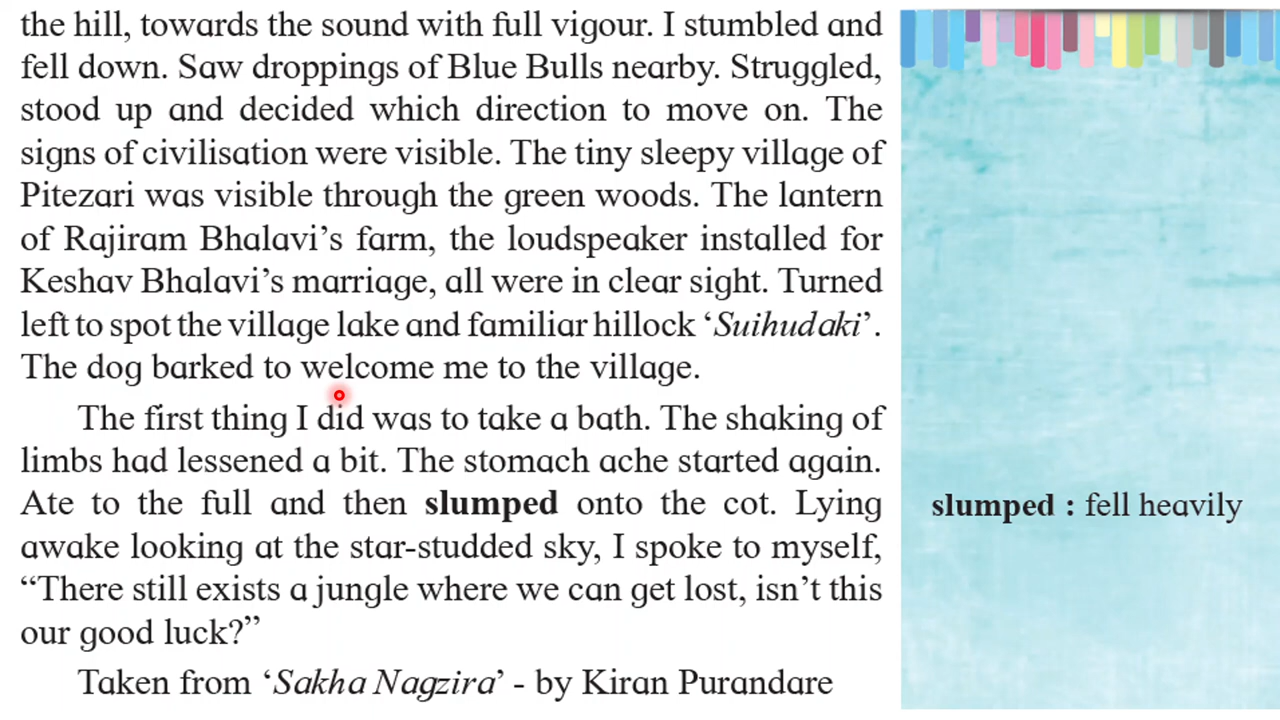 the hill, towards the sound with full vigour. I stumbled and
fell down. Saw droppings of Blue Bulls nearby. Struggled,
stood up and decided which direction to move on. The
signs of civilisation were visible. The tiny sleepy village of
Pitezari was visible through the green woods. The lantern
of Rajiram Bhalavi’s farm, the loudspeaker installed for
Keshav Bhalavi’s marriage, all were in clear sight. Turned
left to spot the village lake and familiar hillock ‘Suihudaki’.
The dog barked to welcome me to the village.
The first thing I did was to take a bath. The shaking of
limbs had lessened a bit. The stomach ache started again.
Ate to the full and then slumped onto the cot. Lying
awake looking at the star-studded sky, I spoke to myself,
“There still exists a jungle where we can get lost, isn’t this
our good luck?”
Taken from ‘Sakha Nagzira’ - by Kiran Purandare
slumped : fell heavily